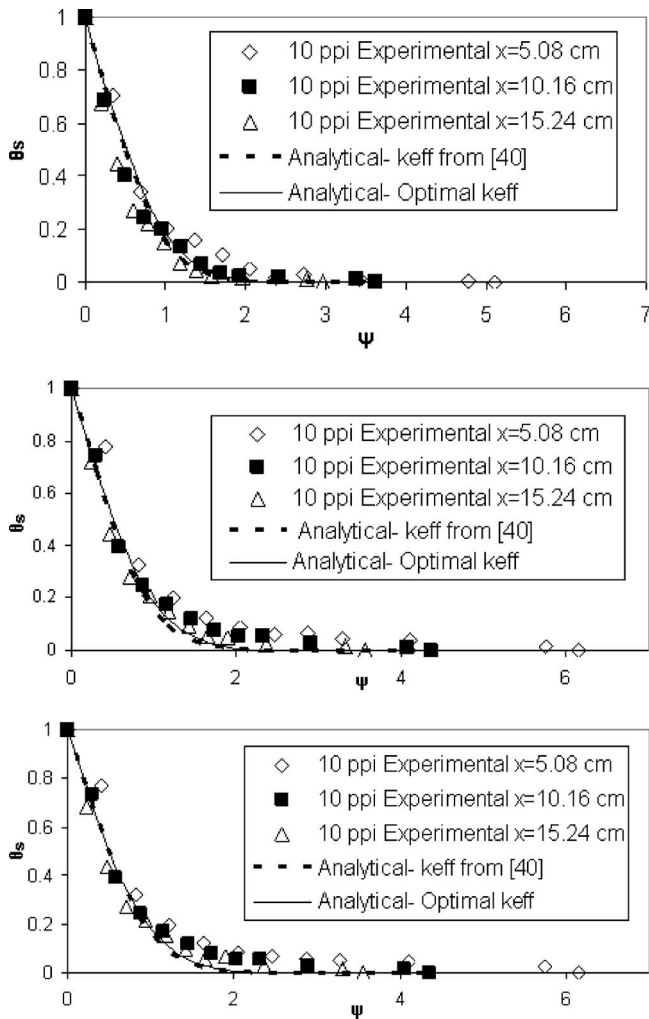 1
0.8
0.6
0.4
0.2
0
θs
0 1 2 3 4 5 6 7
ψ
10 ppi Experimental x=5.08 cm
10 ppi Experimental x=10.16 cm
10 ppi Experimental x=15.24 cm
Analytical- keff from [40]
Analytical- Optimal keff
1
0.8
0.6
0.4
0.2
0
θs
0 2 4 6
ψ
10 ppi Experimental x=5.08 cm
10 ppi Experimental x=10.16 cm
10 ppi Experimental x=15.24 cm
Analytical- keff from [40]
Analytical- Optimal keff
1
0.8
0.6
0.4
0.2
0
θs
0 2 4 6
ψ
10 ppi Experimental x=5.08 cm
10 ppi Experimental x=10.16 cm
10 ppi Experimental x=15.24 cm
Analytical- keff from [40]
Analytical- Optimal keff